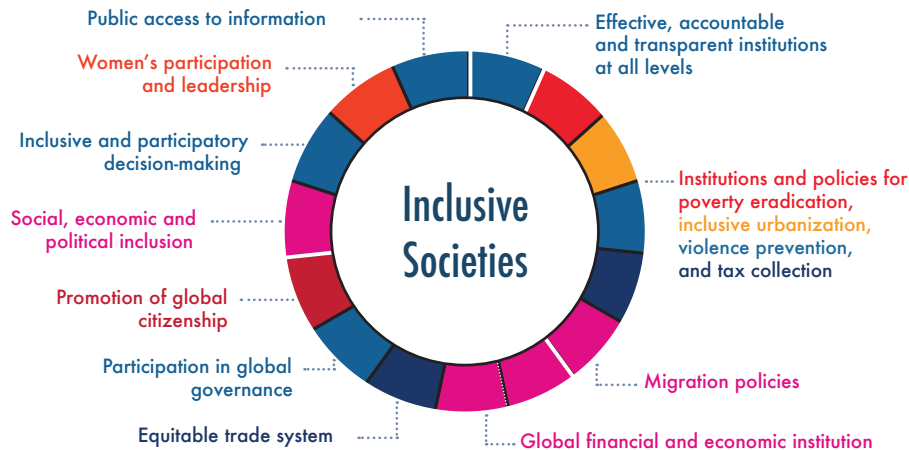 Public access to information
Effective, accountable
and transparent institutions
at all levels
Women's participation
and leadership
Inclusive and participatory
decision-making
Institutions and policies for
poverty eradication,
inclusive urbanization,
violence prevention,
and tax collection
Inclusive
Societies
Social, economic and
political inclusion
Promotion of global
citizenship
Participation in global
governance
Migration policies
Equitable trade system
Global financial and economic institution